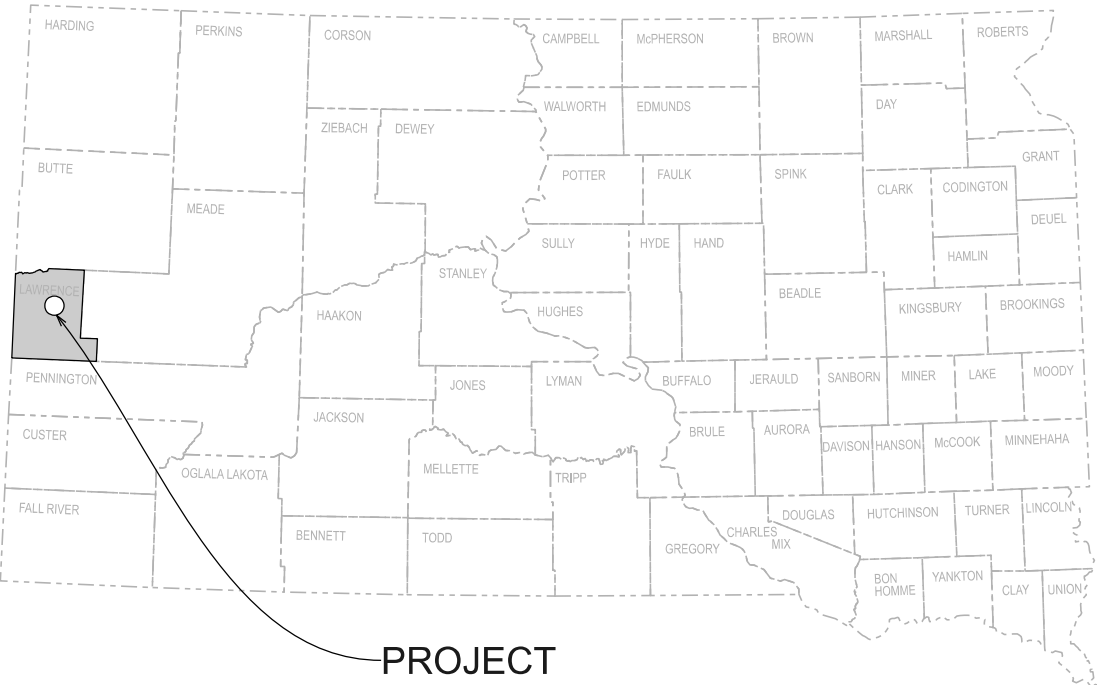 HARDING
PERKINS
CORSON
CAMPBELL
McPHERSON
BROWN
MARSHALL
ROBERTS
WALWORTH
EDMUNDS
DAY
ZIEBACH
DEWEY
GRANT
BUTTE
POTTER
FAULK
SPINK
CLARK
CODINGTON
MEADE
DEUEL
SULLY
HYDE
HAND
HAMLIN
STANLEY
LAWRENCE
BEADLE
HAAKON
HUGHES
KINGSBURY
BROOKINGS
PENNINGTON
JONES
LYMAN
BUFFALO
JERAULD
SANBORN
MINER
LAKE
MOODY
JACKSON
CUSTER
BRULE
AURORA
DAVISON
HANSON
McCOOK
MINNEHAHA
OGLALA LAKOTA
MELLETTE
TRIPP
FALL RIVER
BENNETT
TODD
GREGORY
CHARLES
MIX
DOUGLAS
HUTCHINSON
TURNER
LINCOLN
BON
HOMME
YANKTON
CLAY
UNION
PROJECT